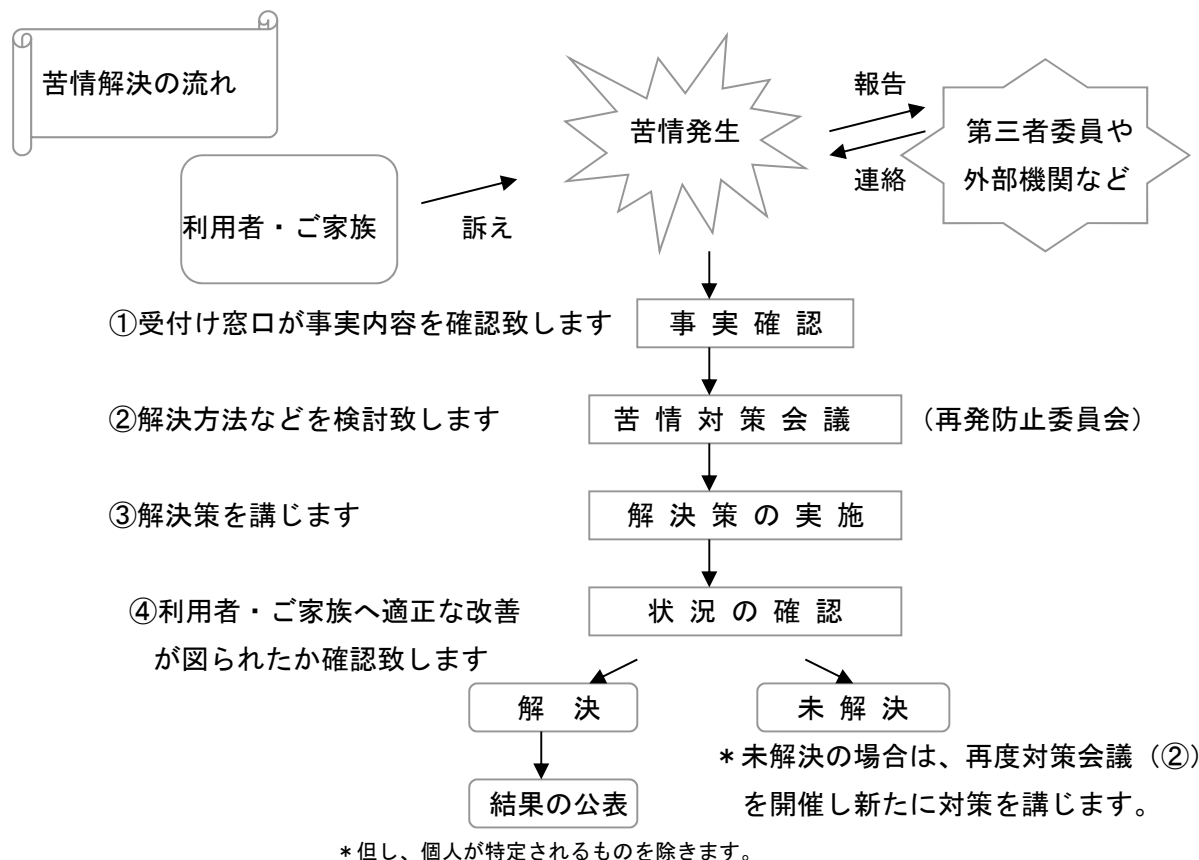 苦情解決の流れ
苦情発生
報告
連絡
第三者委員や
外部機関など
利用者・ご家族
訴え
①受付け窓口が事実内容を確認致します
事実確認
②解決方法などを検討致します
苦情対策会議
（再発防止委員会）
③解決策を講じます
解決策の実施
④利用者・ご家族へ適正な改善
が図られたか確認致します
状況の確認
解　決
未解決
＊未解決の場合は、再度対策会議（②）
を開催し新たに対策を講じます。
結果の公表
＊但し、個人が特定されるものを除きます。